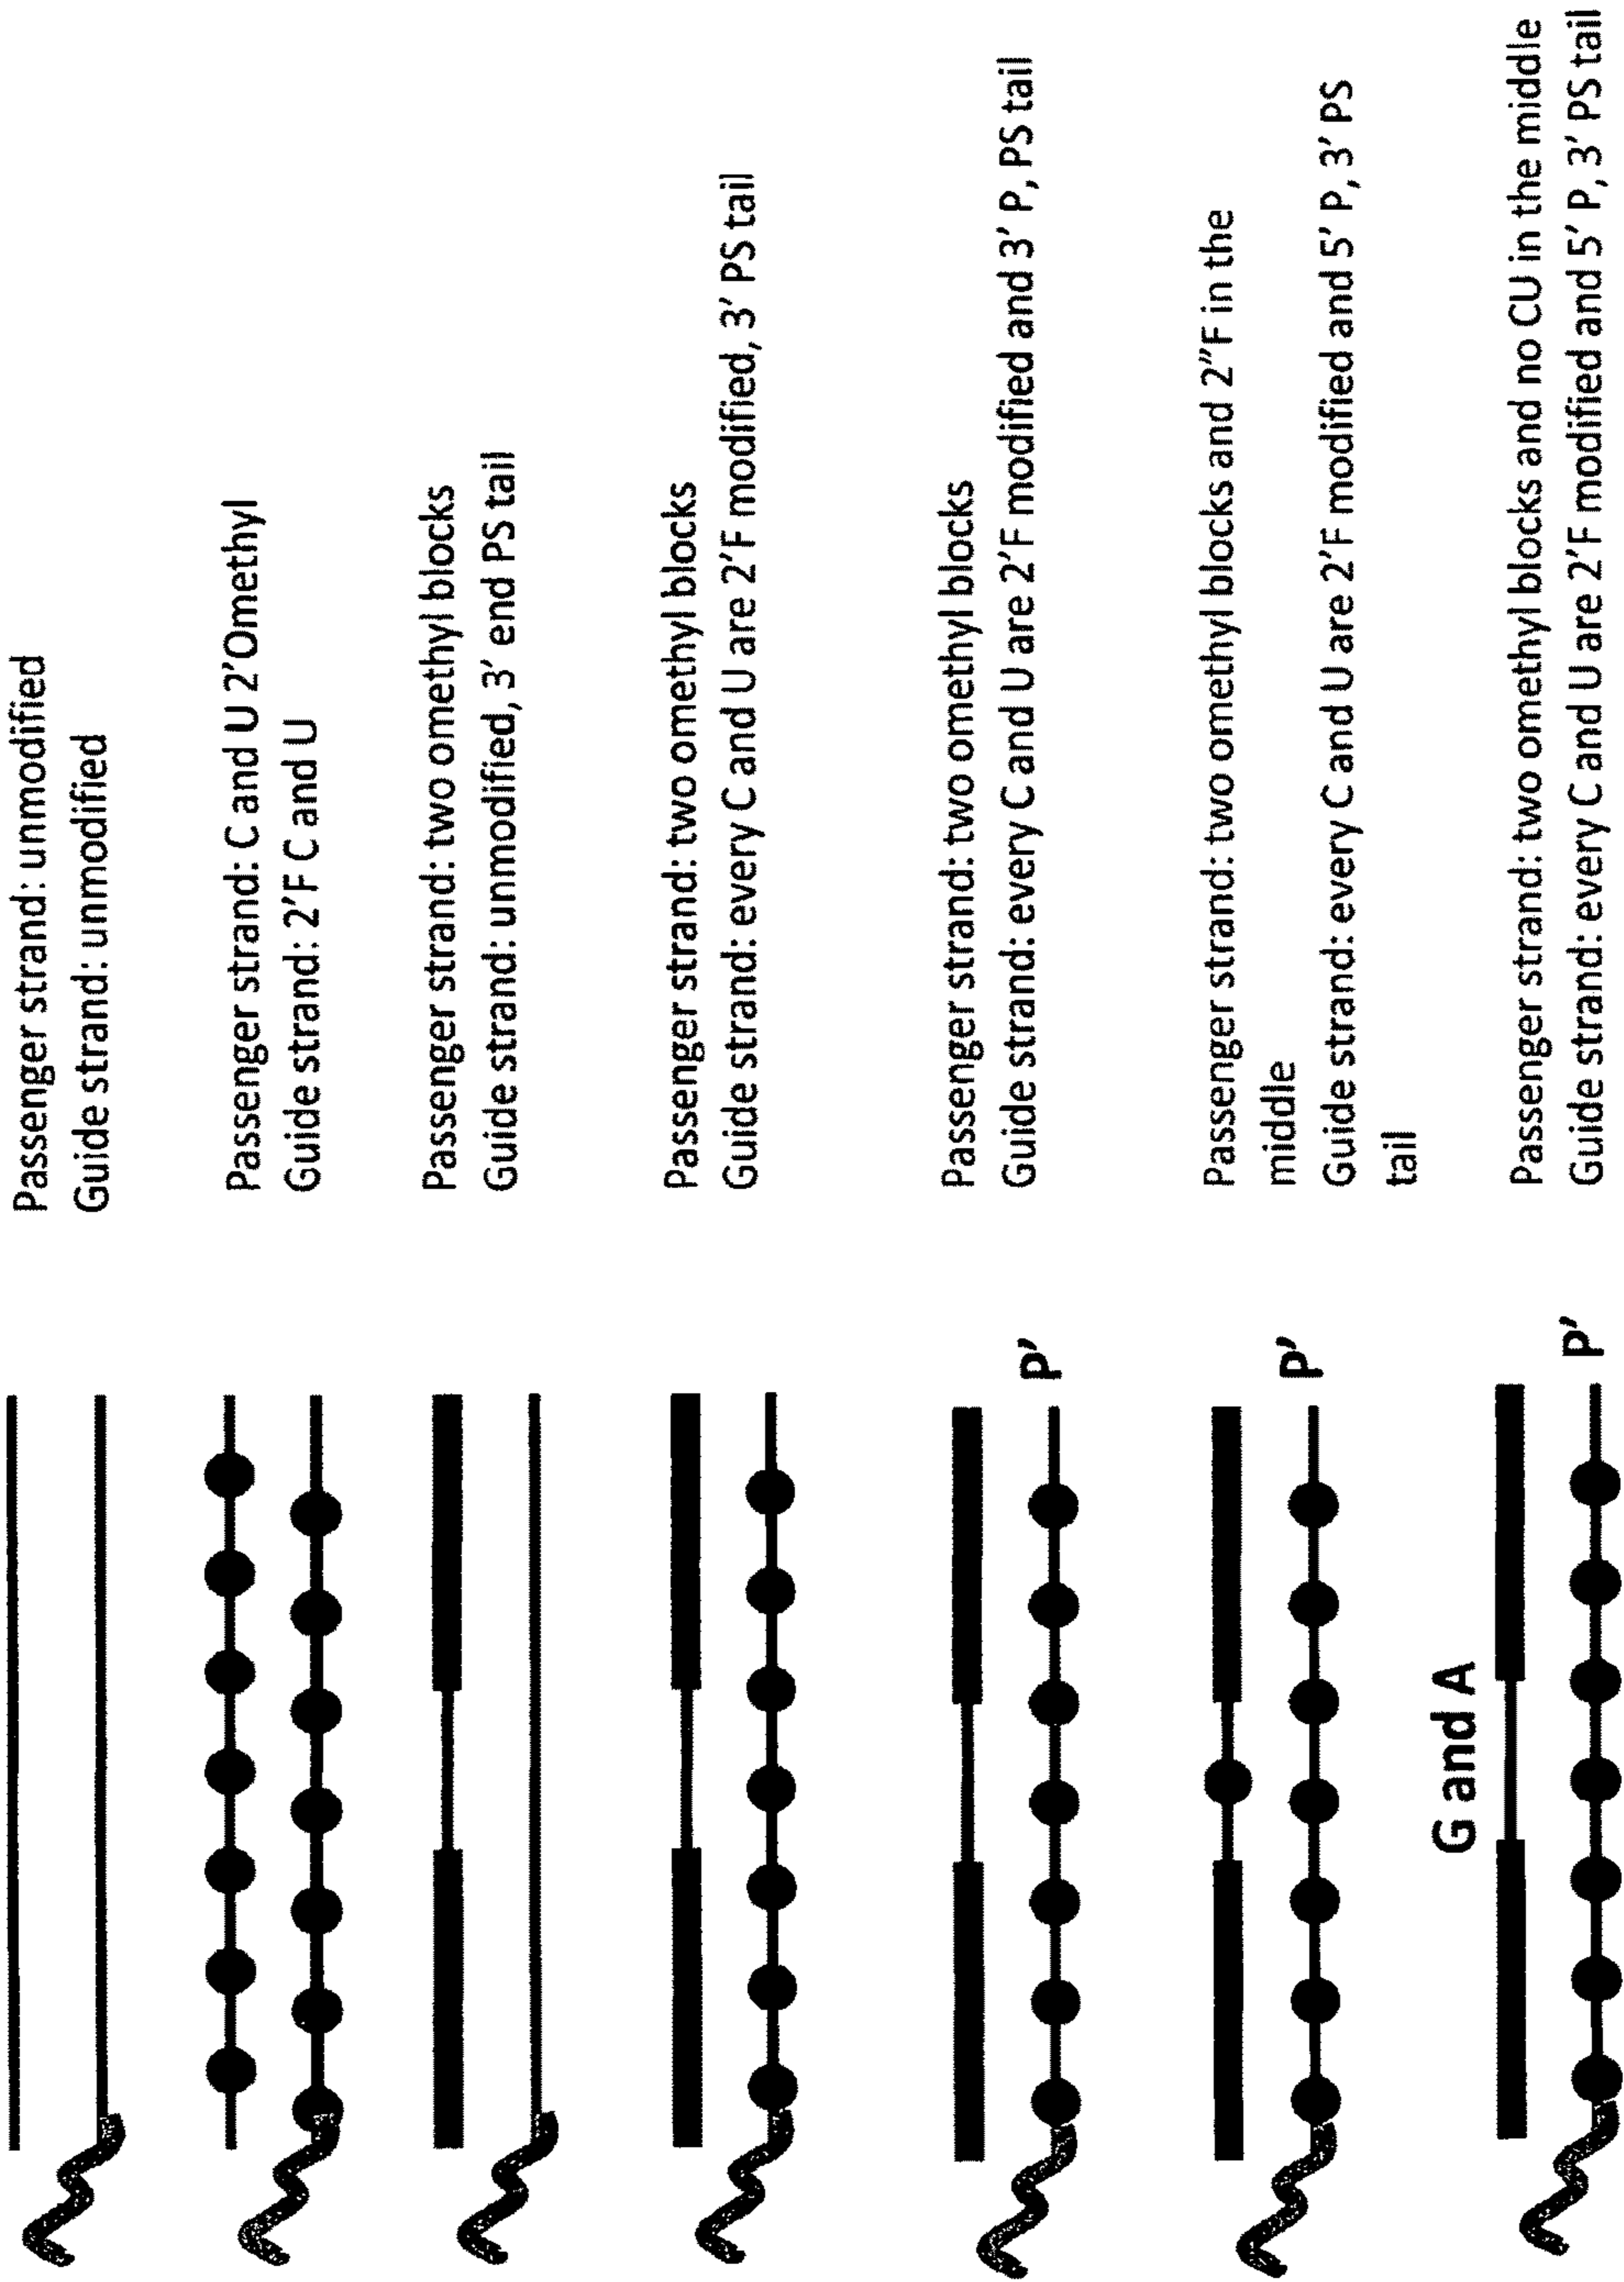 Passenger strand: unmodified
Guide strand: unmodified
Passenger strand: C and U 2'Omethyl
Guide strand: 2'F C and U
Passenger strand: two omethyl blocks
Guide strand: unmodified, 3' end PS tail
Passenger strand: two omethyl blocks
Guide strand: every C and U are 2'F modified, 3' PS tail
P'
Passenger strand: two omethyl blocks
Guide strand: every C and U are 2'F modified and 3' P, PS tail
P'
Passenger strand: two omethyl blocks and 2"F in the
middle
Guide strand: every C and U are 2'F modified and 5' P, 3' PS
tail
G and A
P'
Passenger strand: two omethyl blocks and no CU in the middle
Guide strand: every C and U are 2'F modified and 5' P, 3' PS tail